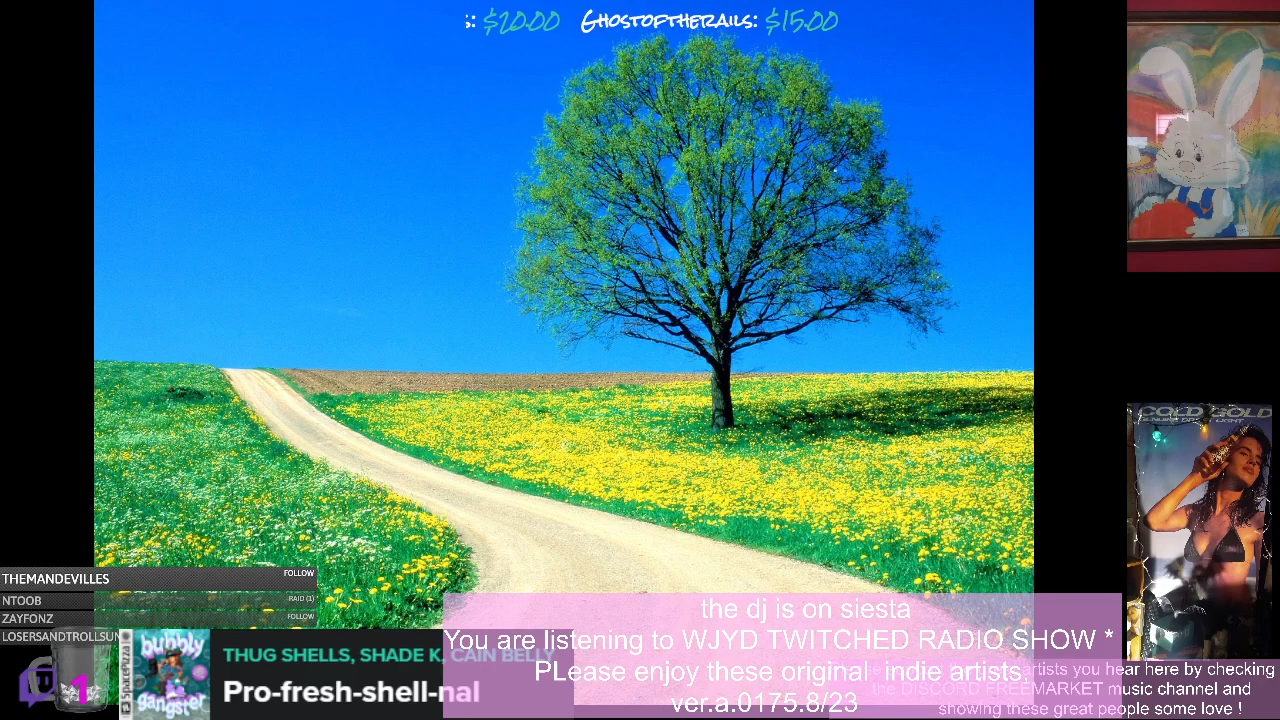 : $20.00 Ghostoftherails: $15.00
COLD GOLD
THEMANDEVILLES FOLLOW
NTOOB RAID (1)
ZAYFONZ FOLLOW
LOSERSANDTROLLSUN
1
SpacePizza
bubbly
gangster
THUG SHELLS, SHADE K, CAIN BELLY
Pro-fresh-shell-nal
the dj is on siesta
You are listening to WJYD TWITCHED RADIO SHOW *
PLease enjoy these original indie artists,
ver.a.0175.8/23
artists you hear here by checking
the DISCORD FREEMARKET music channel and
showing these great people some love !